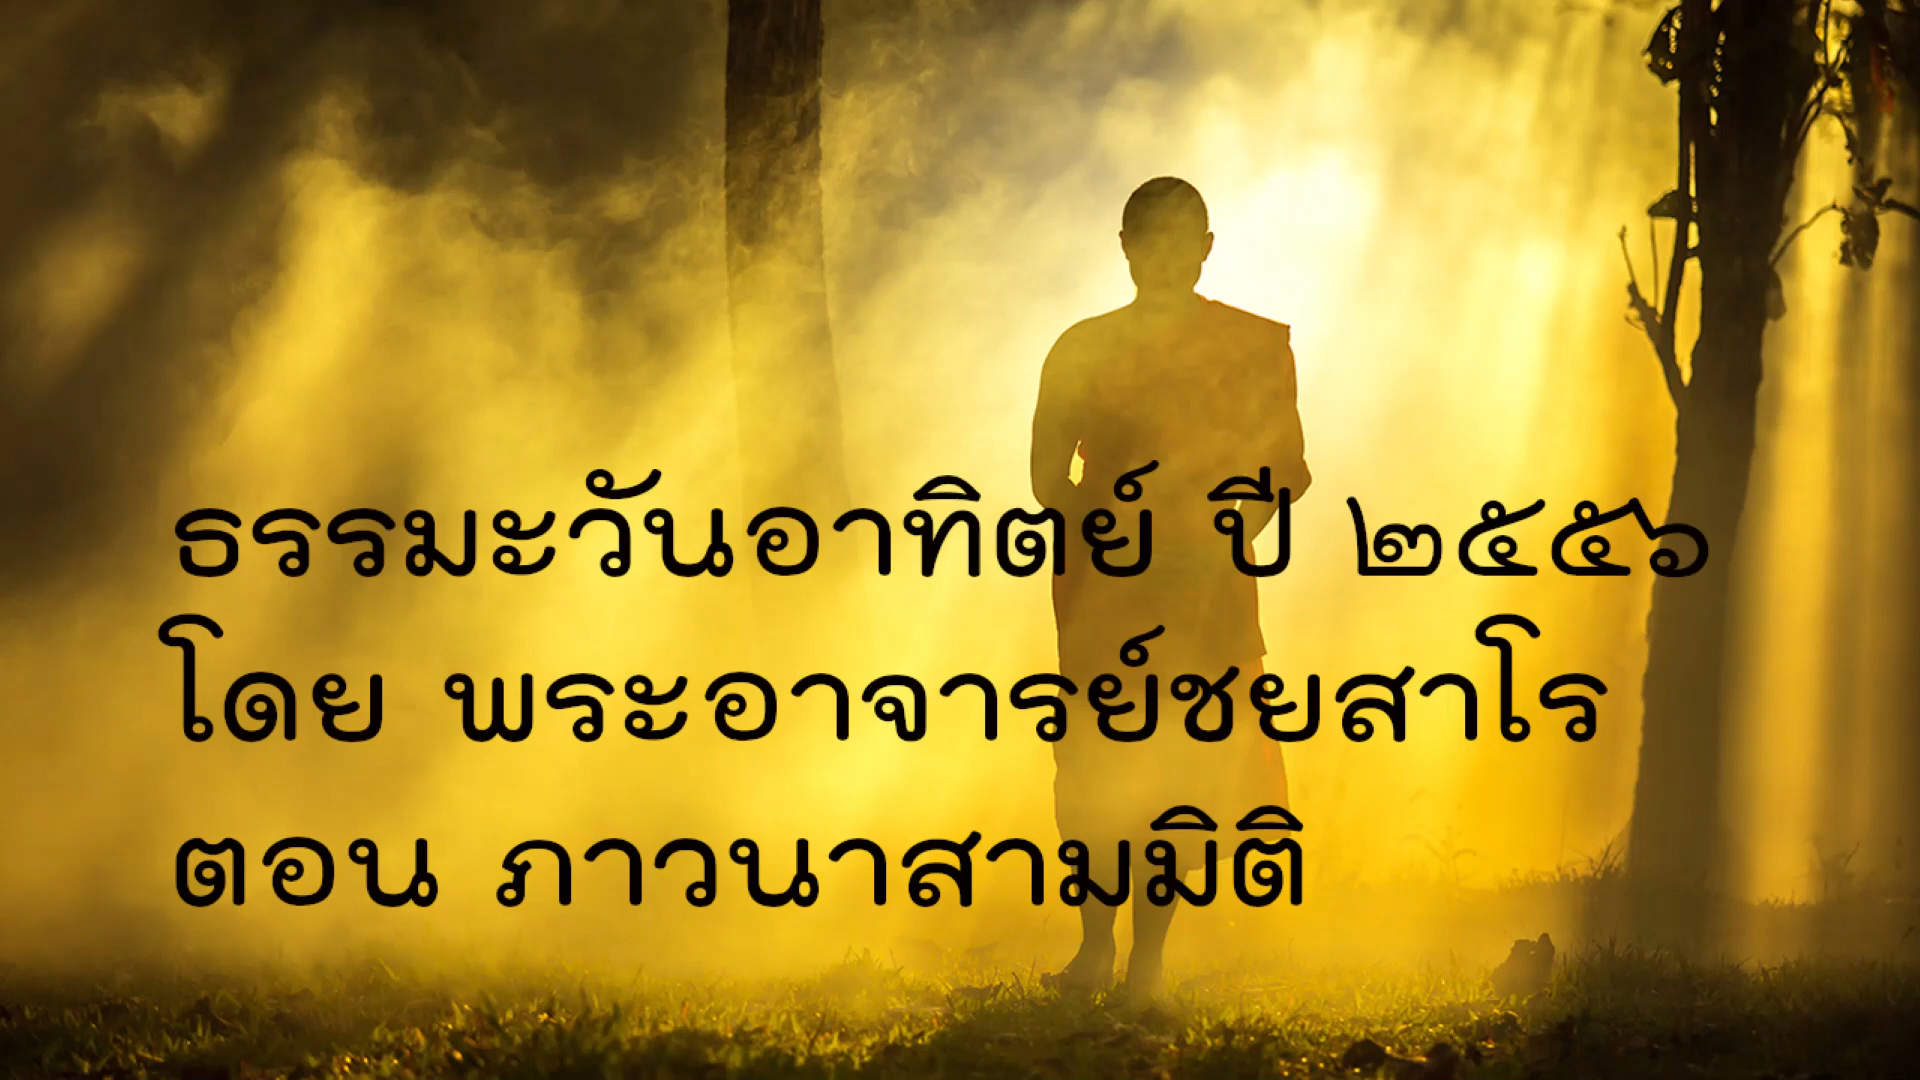 ธรรมะวันอาทิตย์ ปี ๒๕๕๖
โดย พระอาจารย์ชยสาโร
ตอน ภาวนาสามมิติ